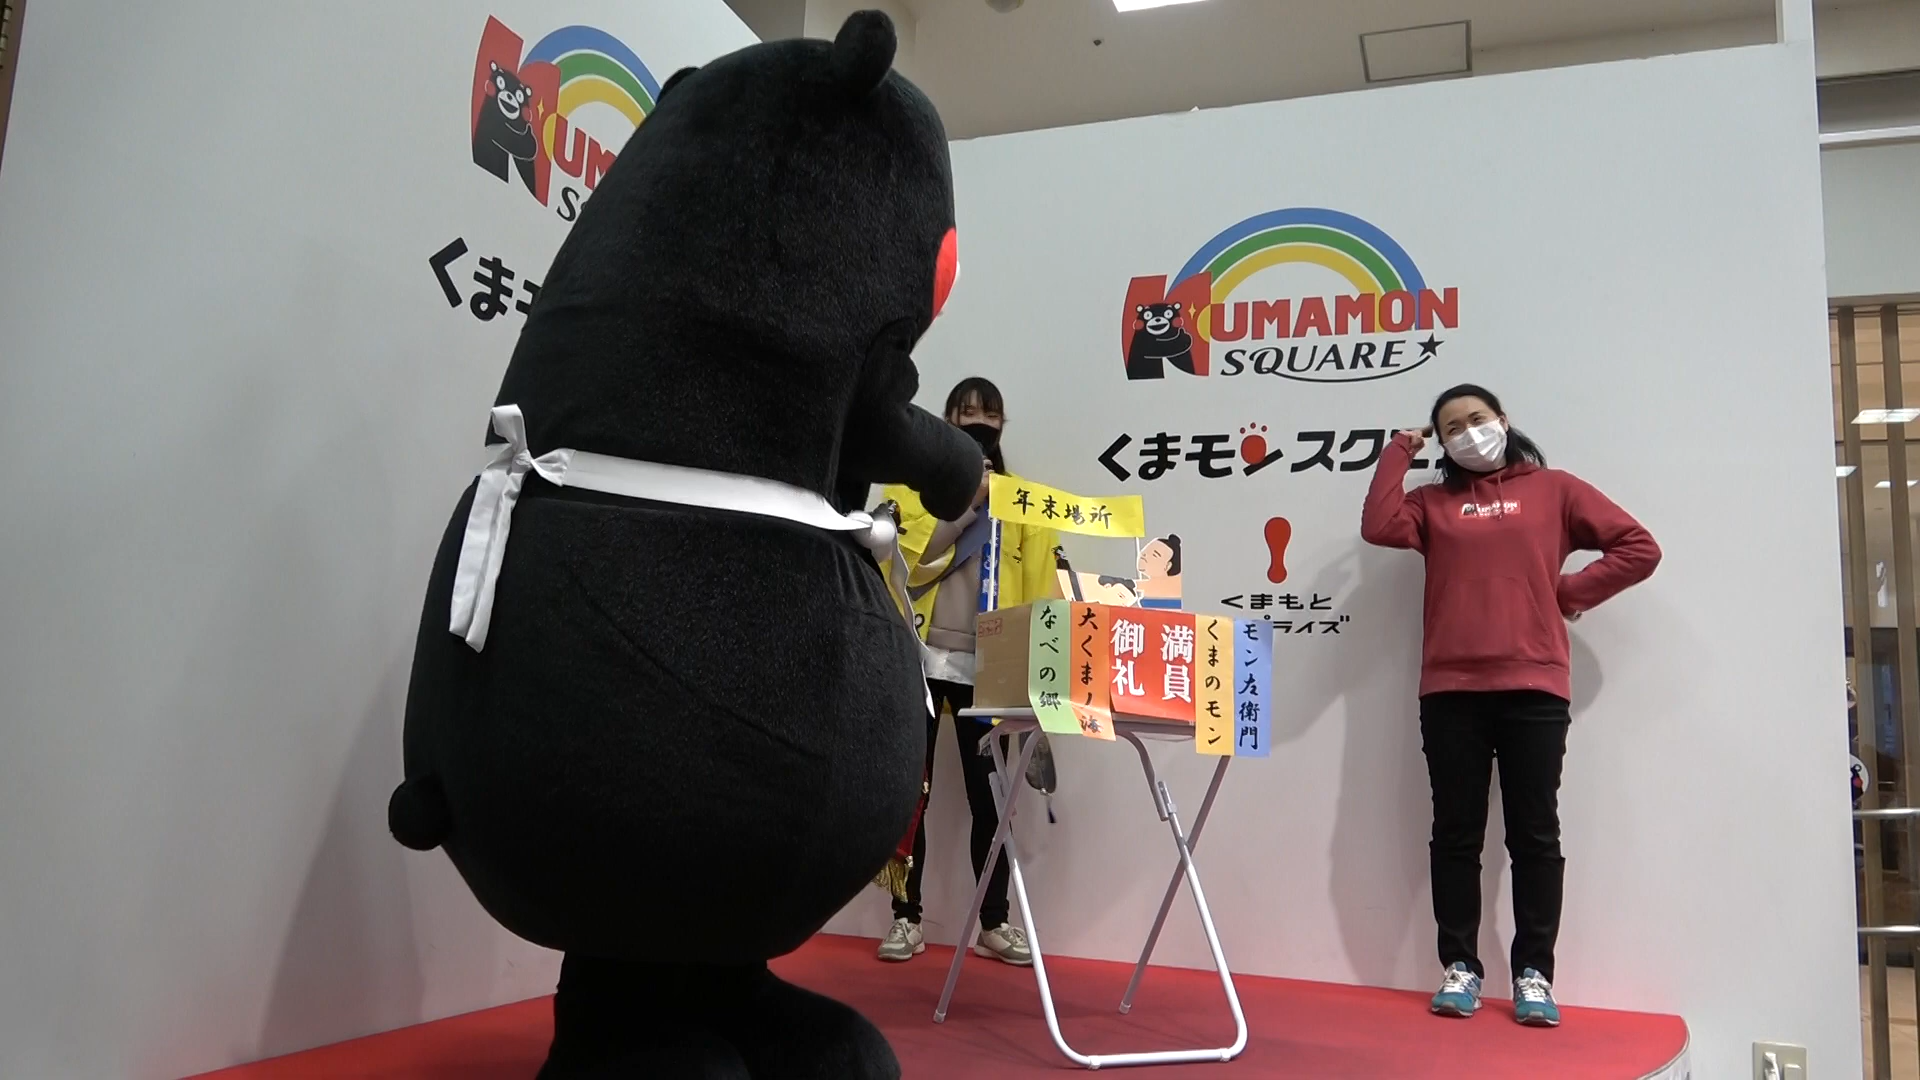 UM
くまモ
KUMAMON
SQUARE
くまモンスクエ
くまもと
プライズ
KUMAMON
年末場所
なべの郷
大くまノ海
御礼
満員
くまのモン
モン左衛門